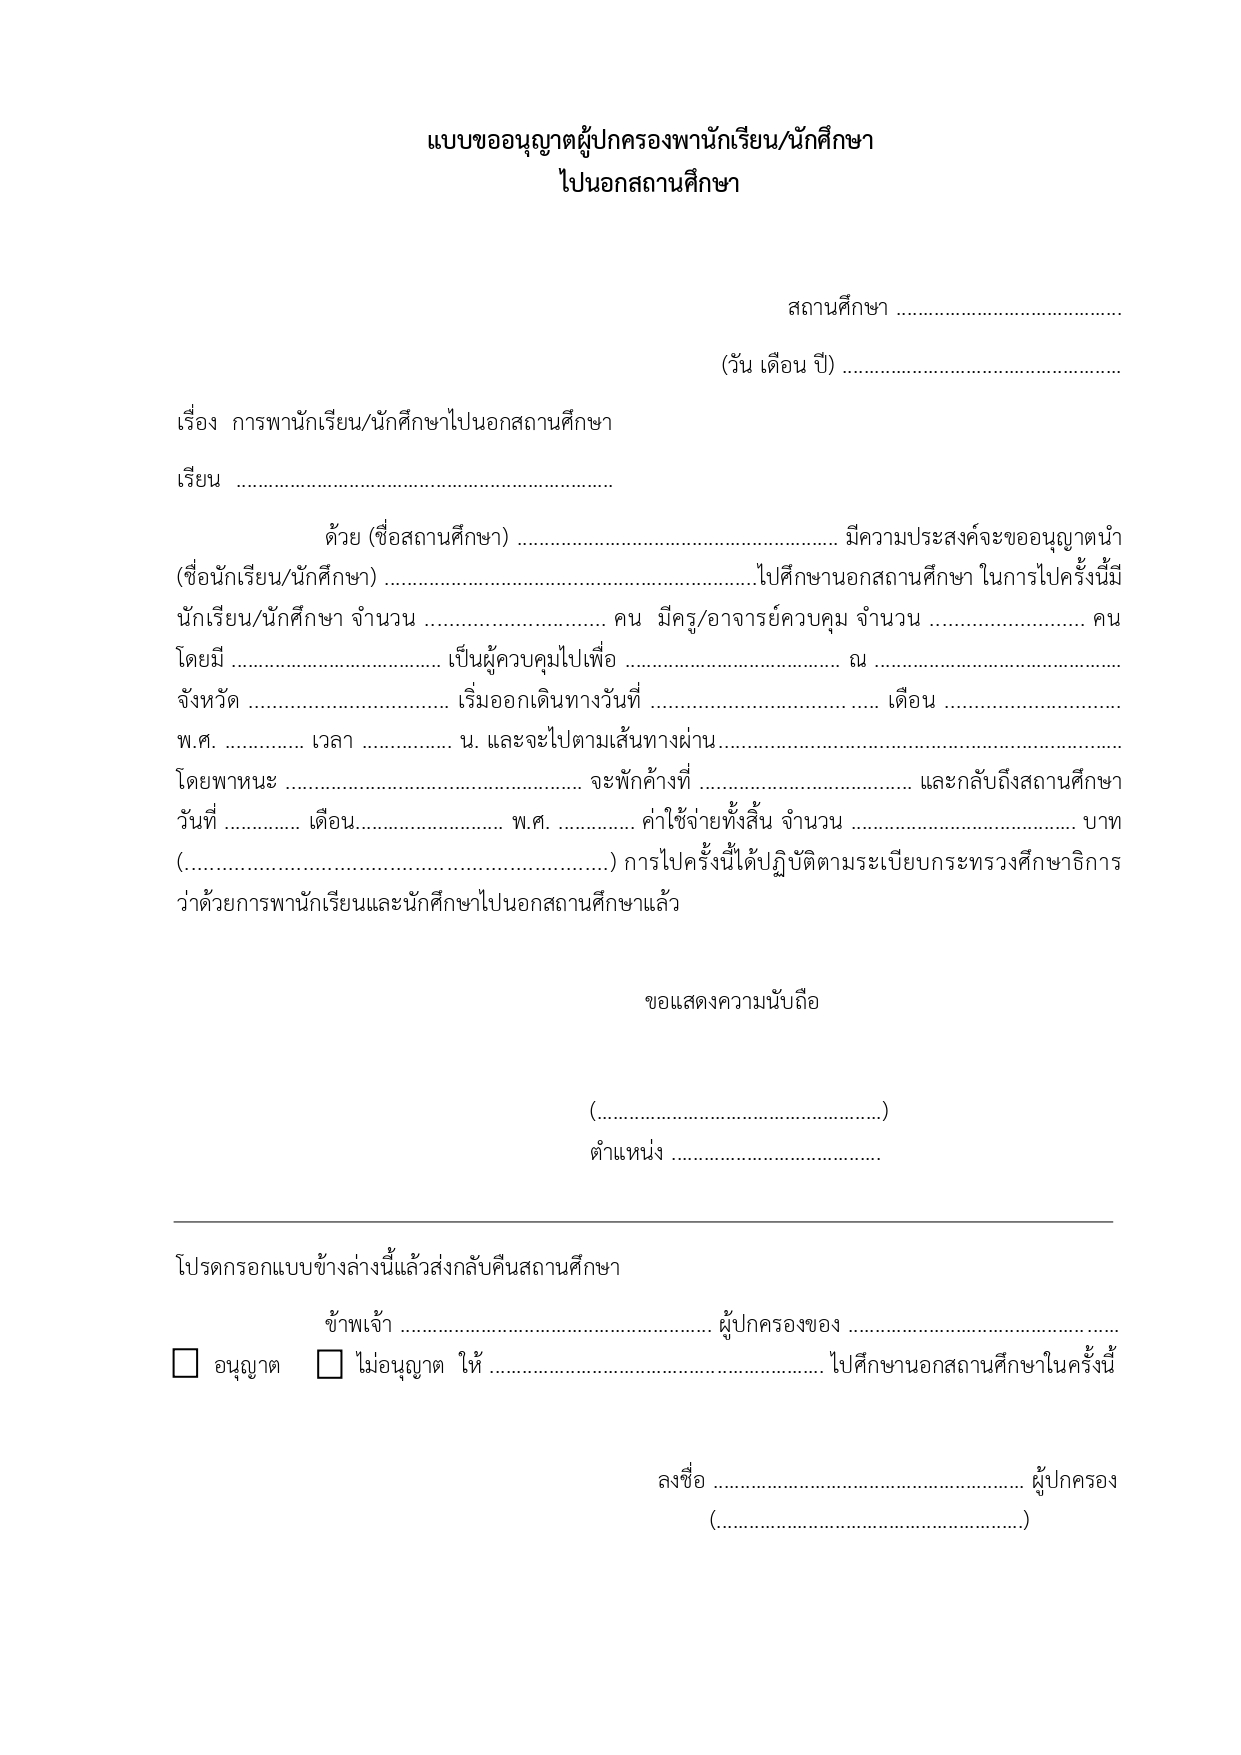 แบบขออนุญาตผู้ปกครองพานักเรียน/นักศึกษา
ไปนอกสถานศึกษา
สถานศึกษา ..........................................
(วัน เดือน ปี) ....................................................
เรื่อง  การพานักเรียน/นักศึกษาไปนอกสถานศึกษา
เรียน  ......................................................................
ด้วย (ชื่อสถานศึกษา) ............................................................ มีความประสงค์จะขออนุญาตนำ
(ชื่อนักเรียน/นักศึกษา) .................................................................................ไปศึกษานอกสถานศึกษา ในการไปครั้งนี้มี
นักเรียน/นักศึกษา จำนวน ............................. คน  มีครู/อาจารย์ควบคุม จำนวน ......................... คน
โดยมี ....................................... เป็นผู้ควบคุมไปเพื่อ ........................................ ณ ..............................................
จังหวัด .................................. เริ่มออกเดินทางวันที่ ................................. ..... เดือน ..............................
พ.ศ. .............. เวลา ................ น. และจะไปตามเส้นทางผ่าน........................................................................
โดยพาหนะ ..................................................... จะพักค้างที่ ...................................... และกลับถึงสถานศึกษา
วันที่ .............. เดือน........................... พ.ศ. .............. ค่าใช้จ่ายทั้งสิ้น จำนวน ......................................... บาท
(....................................................................) การไปครั้งนี้ได้ปฏิบัติตามระเบียบกระทรวงศึกษาธิการ
ว่าด้วยการพานักเรียนและนักศึกษาไปนอกสถานศึกษาแล้ว
ขอแสดงความนับถือ
(.....................................................)
ตำแหน่ง .......................................
โปรดกรอกแบบข้างล่างนี้แล้วส่งกลับคืนสถานศึกษา
ข้าพเจ้า .......................................................... ผู้ปกครองของ ..................................................
☐ อนุญาต  ☐ ไม่อนุญาต  ให้ .............................................................. ไปศึกษานอกสถานศึกษาในครั้งนี้
ลงชื่อ .......................................................... ผู้ปกครอง
(.........................................................)